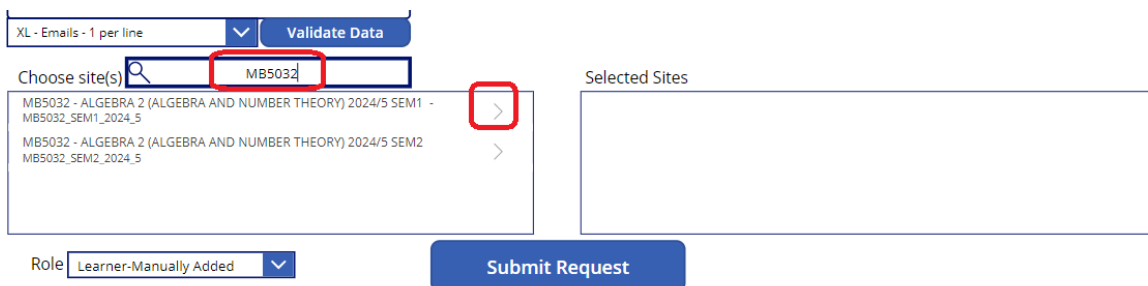 XL - Emails - 1 per line
Validate Data
Choose site(s)
MB5032
Selected Sites
MB5032 - ALGEBRA 2 (ALGEBRA AND NUMBER THEORY) 2024/5 SEM1 -
MB5032_SEM1_2024_5
MB5032 - ALGEBRA 2 (ALGEBRA AND NUMBER THEORY) 2024/5 SEM2
MB5032_SEM2_2024_5
Role
Learner-Manually Added
Submit Request